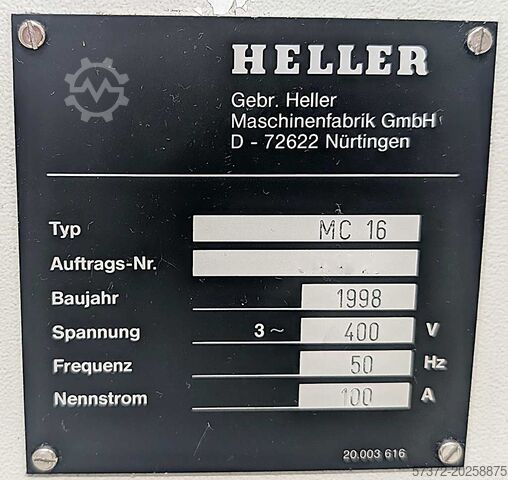 HELLER
Gebr. Heller
Maschinenfabrik GmbH
D - 72622 Nürtingen
Typ MC 16
Auftrags-Nr.
Baujahr 1998
Spannung 3 ~ 400 V
Frequenz 50 Hz
Nennstrom 100 A
20.003 616
57372-20258875